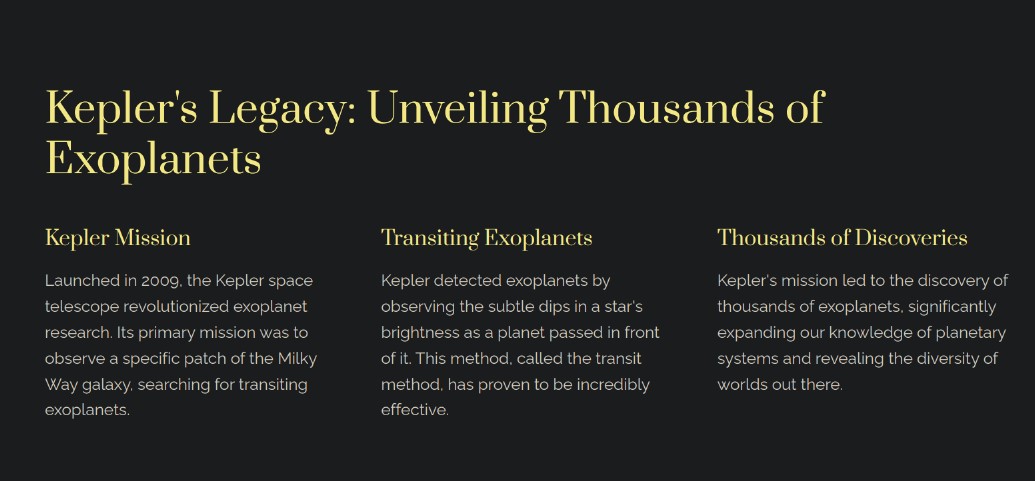 Kepler's Legacy: Unveiling Thousands of
Exoplanets
Kepler Mission
Launched in 2009, the Kepler space
telescope revolutionized exoplanet
research. Its primary mission was to
observe a specific patch of the Milky
Way galaxy, searching for transiting
exoplanets.
Transiting Exoplanets
Kepler detected exoplanets by
observing the subtle dips in a star's
brightness as a planet passed in front
of it. This method, called the transit
method, has proven to be incredibly
effective.
Thousands of Discoveries
Kepler's mission led to the discovery of
thousands of exoplanets, significantly
expanding our knowledge of planetary
systems and revealing the diversity of
worlds out there.